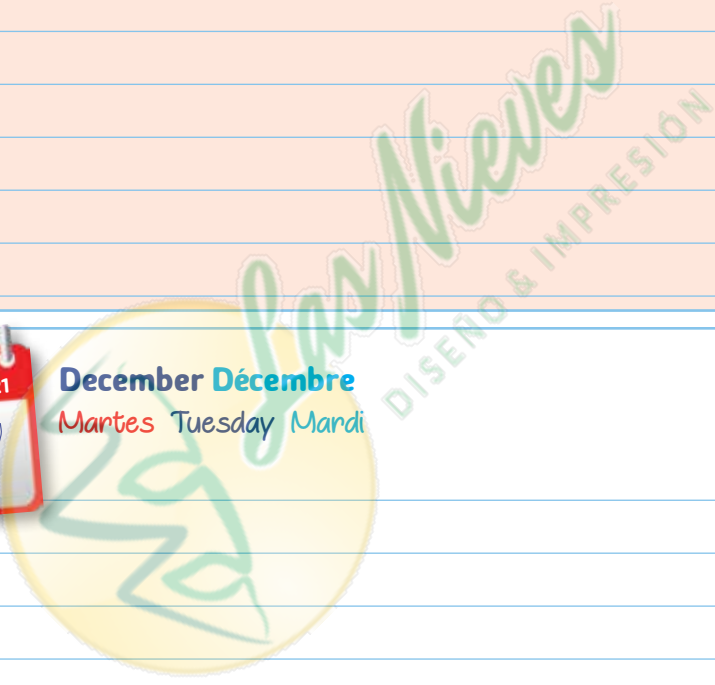 Las Nieves
DISEÑO & IMPRESIÓN
December Décembre
Martes Tuesday Mardi